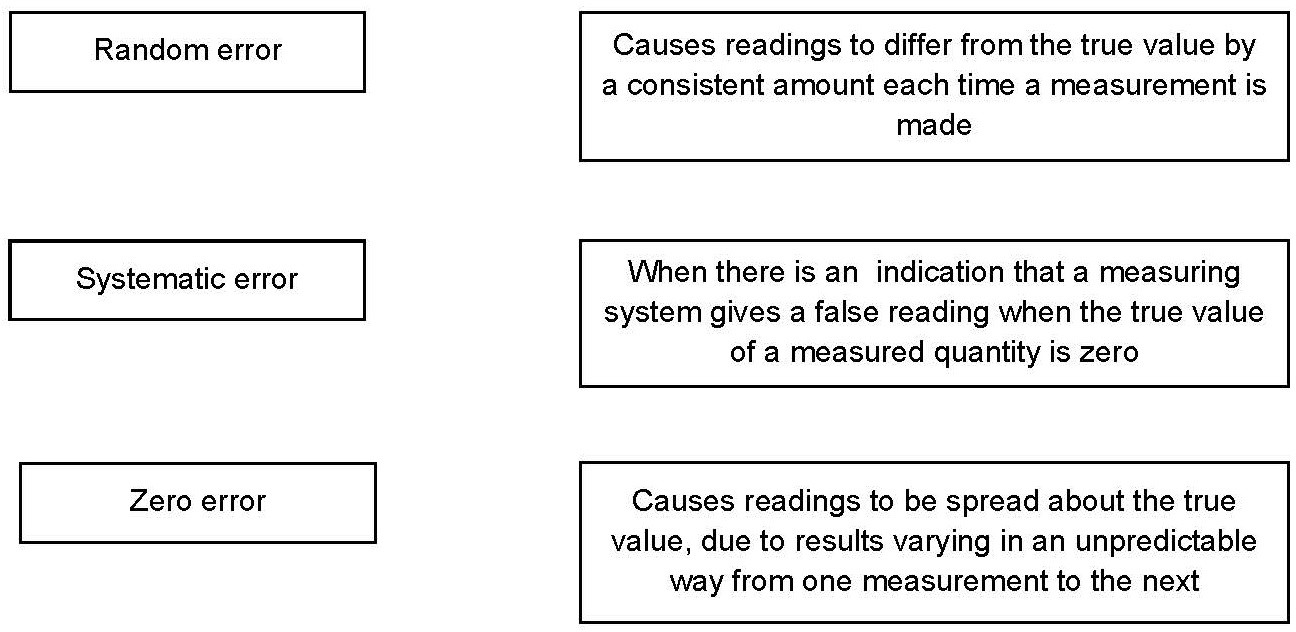 Random error
Causes readings to differ from the true value by
a consistent amount each time a measurement is
made
Systematic error
When there is an indication that a measuring
system gives a false reading when the true value
of a measured quantity is zero
Zero error
Causes readings to be spread about the true
value, due to results varying in an unpredictable
way from one measurement to the next